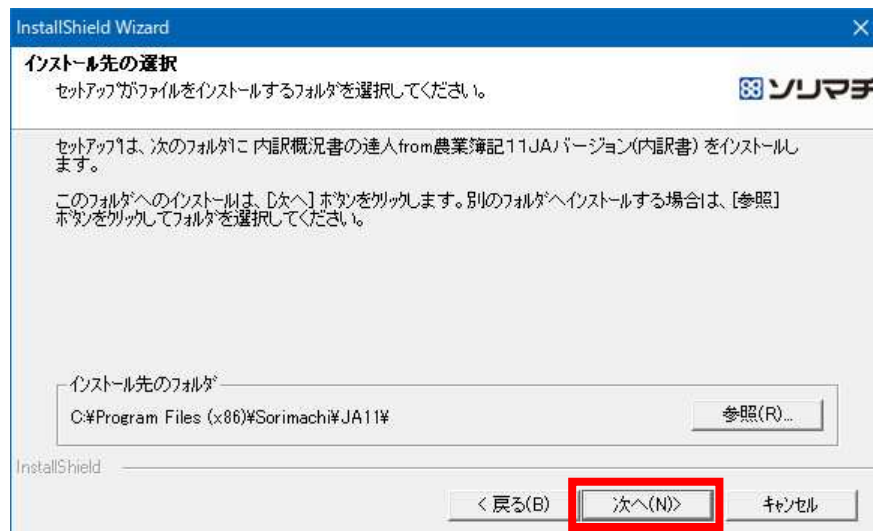 InstallShield Wizard
インストール先の選択
セットアップがファイルをインストールするフォルダを選択してください。
ソリマチ
セットアップは、次のフォルダに 内訳概況書の達人from農業簿記11JAバージョン(内訳書) をインストールし
ます。
このフォルダへのインストールは、[次へ] ボタンをクリックします。別のフォルダへインストールする場合は、[参照]
ボタンをクリックしてフォルダを選択してください。
インストール先のフォルダ
C:¥Program Files (x86)¥Sorimachi¥JA11¥
参照(R)...
InstallShield
< 戻る(B)
次へ(N)>
キャンセル